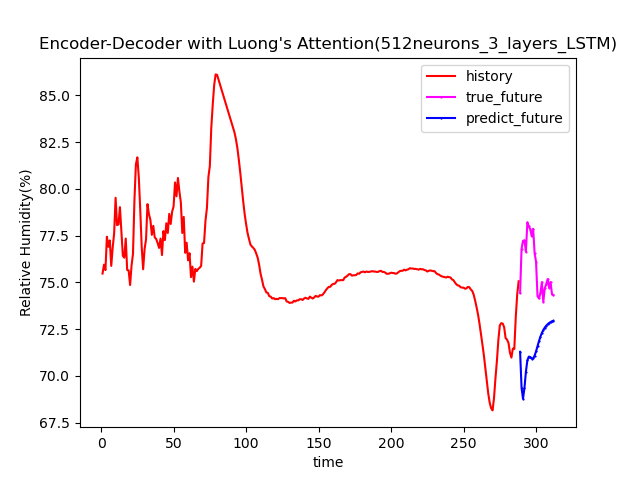 Encoder-Decoder with Luong's Attention(512neurons_3_layers_LSTM)
history
true_future
predict_future
85.0
82.5
80.0
77.5
75.0
72.5
70.0
67.5
Relative Humidity(%)
0 50 100 150 200 250 300
time